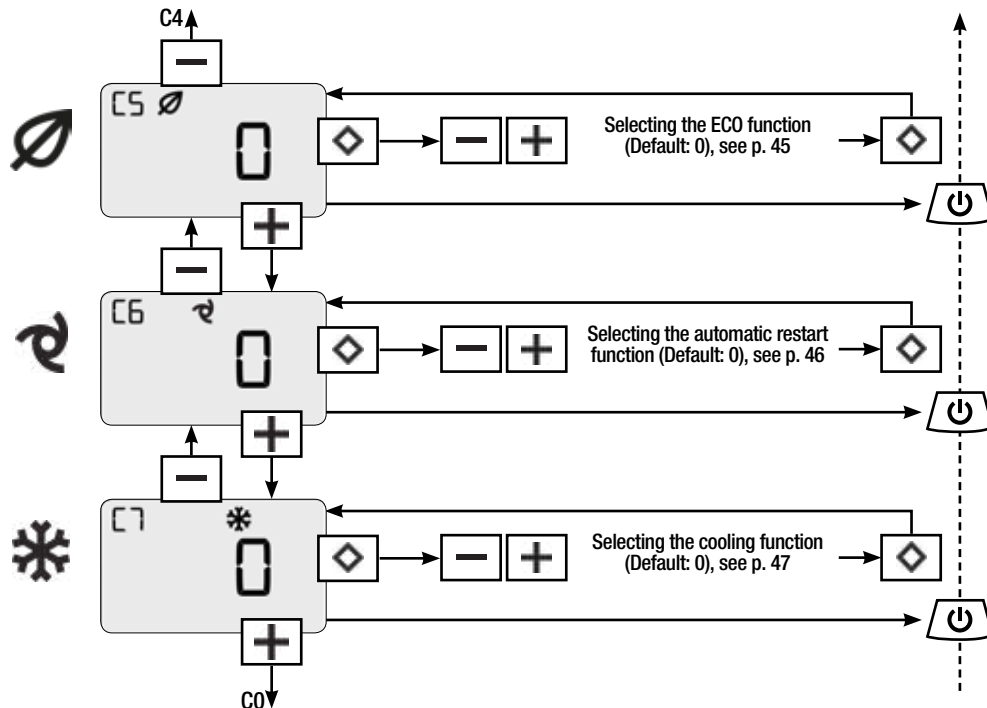 C4
C5
0
Selecting the ECO function
(Default: 0), see p. 45
C6
0
Selecting the automatic restart
function (Default: 0), see p. 46
C7
0
Selecting the cooling function
(Default: 0), see p. 47
C0